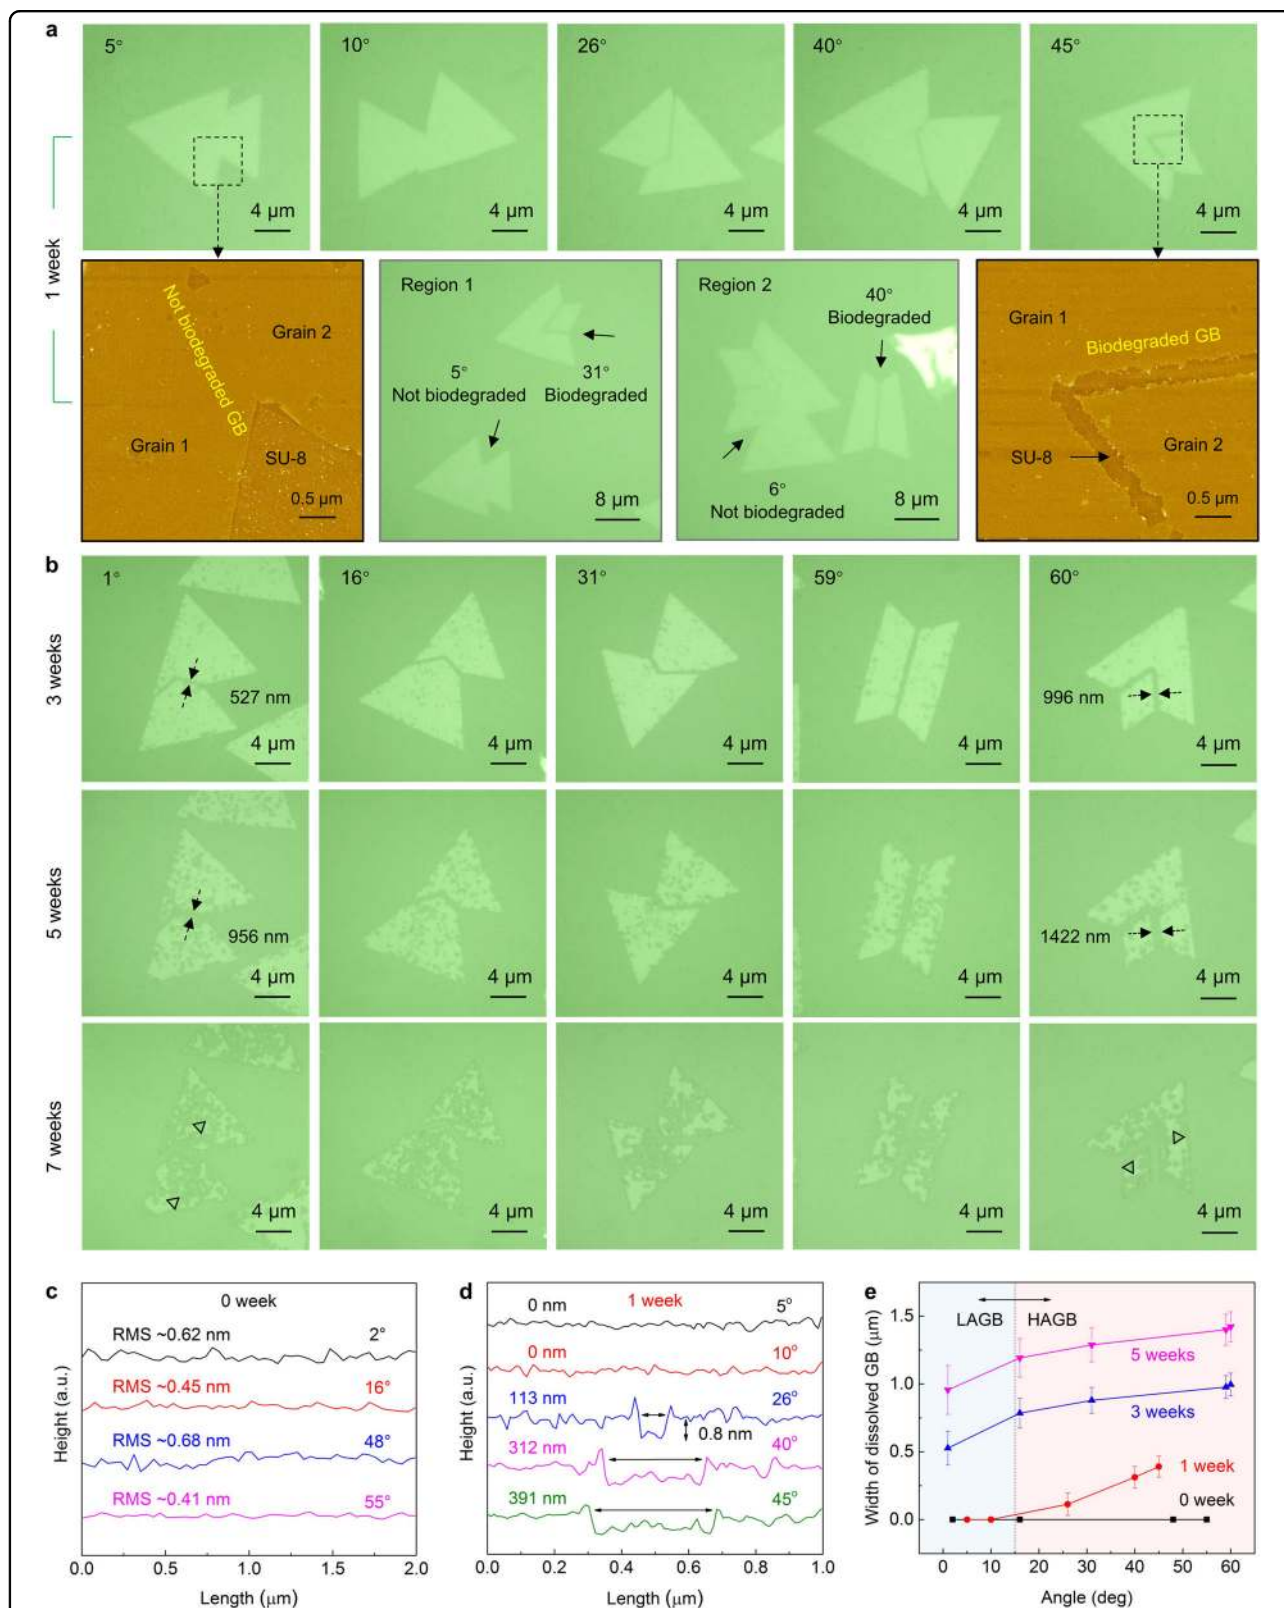 a
5°
10°
26°
40°
45°
4 µm
4 µm
4 µm
4 µm
4 µm
1 week
Not biodegraded GB
Grain 2
Grain 1
SU-8
0.5 µm
Region 1
5°
Not biodegraded
31°
Biodegraded
8 µm
Region 2
40°
Biodegraded
6°
Not biodegraded
8 µm
Grain 1
Biodegraded GB
Grain 2
SU-8
0.5 µm
b
1°
16°
31°
59°
60°
3 weeks
527 nm
996 nm
4 µm
4 µm
4 µm
4 µm
4 µm
5 weeks
956 nm
1422 nm
4 µm
4 µm
4 µm
4 µm
4 µm
7 weeks
4 µm
4 µm
4 µm
4 µm
4 µm
c
0 week
RMS ~0.62 nm 2°
RMS ~0.45 nm 16°
RMS ~0.68 nm 48°
RMS ~0.41 nm 55°
Height (a.u.)
0.0 0.5 1.0 1.5 2.0
Length (µm)
d
0 nm 1 week 5°
0 nm 10°
113 nm 26°
0.8 nm
312 nm 40°
391 nm 45°
Height (a.u.)
0.0 0.2 0.4 0.6 0.8 1.0
Length (µm)
e
LAGB HAGB
5 weeks
3 weeks
1 week
0 week
Width of dissolved GB (µm)
1.5
1.0
0.5
0.0
0 10 20 30 40 50 60
Angle (deg)